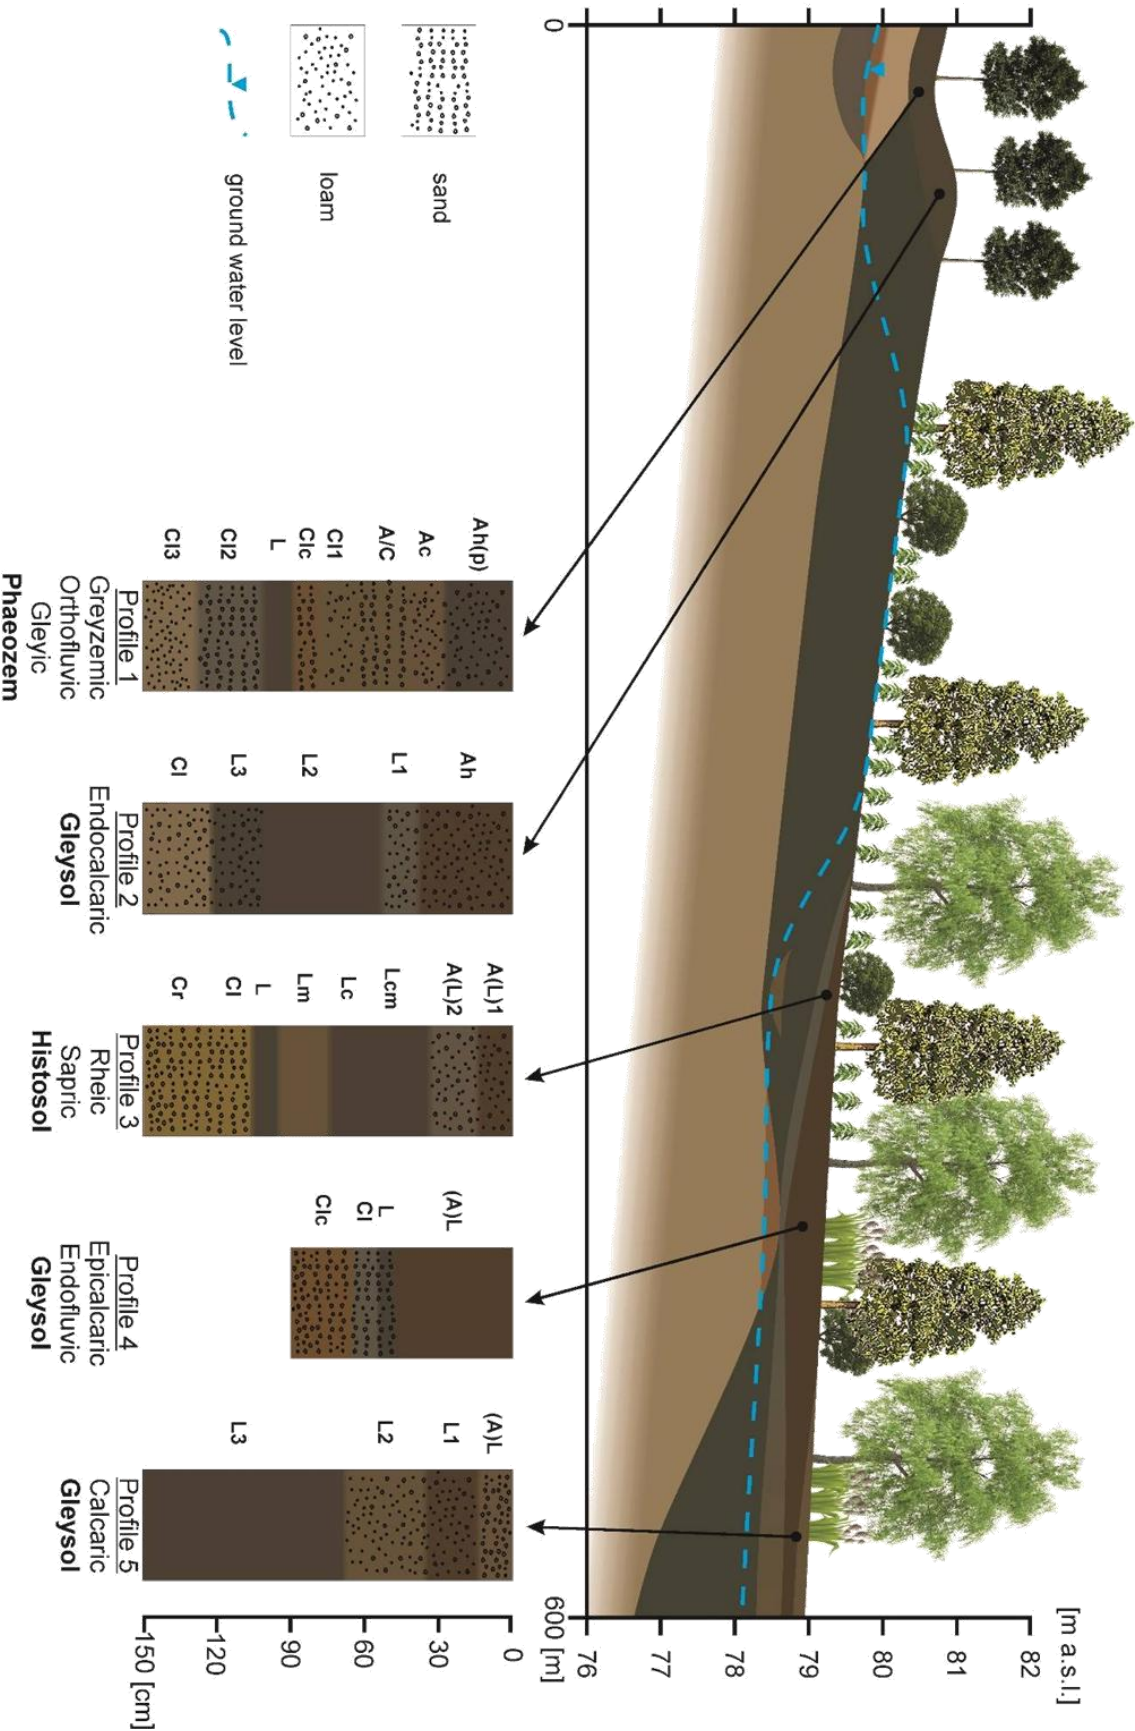 [m a.s.l.]
82
81
80
79
78
77
76
0
600 [m]
sand
loam
ground water level
Ah(p)
Ac
A/C
Cl1
Clc
L
Cl2
Cl3
Profile 1
Greyzemic
Orthofluvic
Gleyic
Phaeozem
Ah
L1
L2
L3
Cl
Profile 2
Endocalcaric
Gleysol
A(L)1
A(L)2
Lcm
Lc
Lm
L
Cl
Cr
Profile 3
Rheic
Sapric
Histosol
(A)L
L
Cl
Clc
Profile 4
Epicalcaric
Endofluvic
Gleysol
(A)L
L1
L2
L3
Profile 5
Calcaric
Gleysol
0
30
60
90
120
150 [cm]